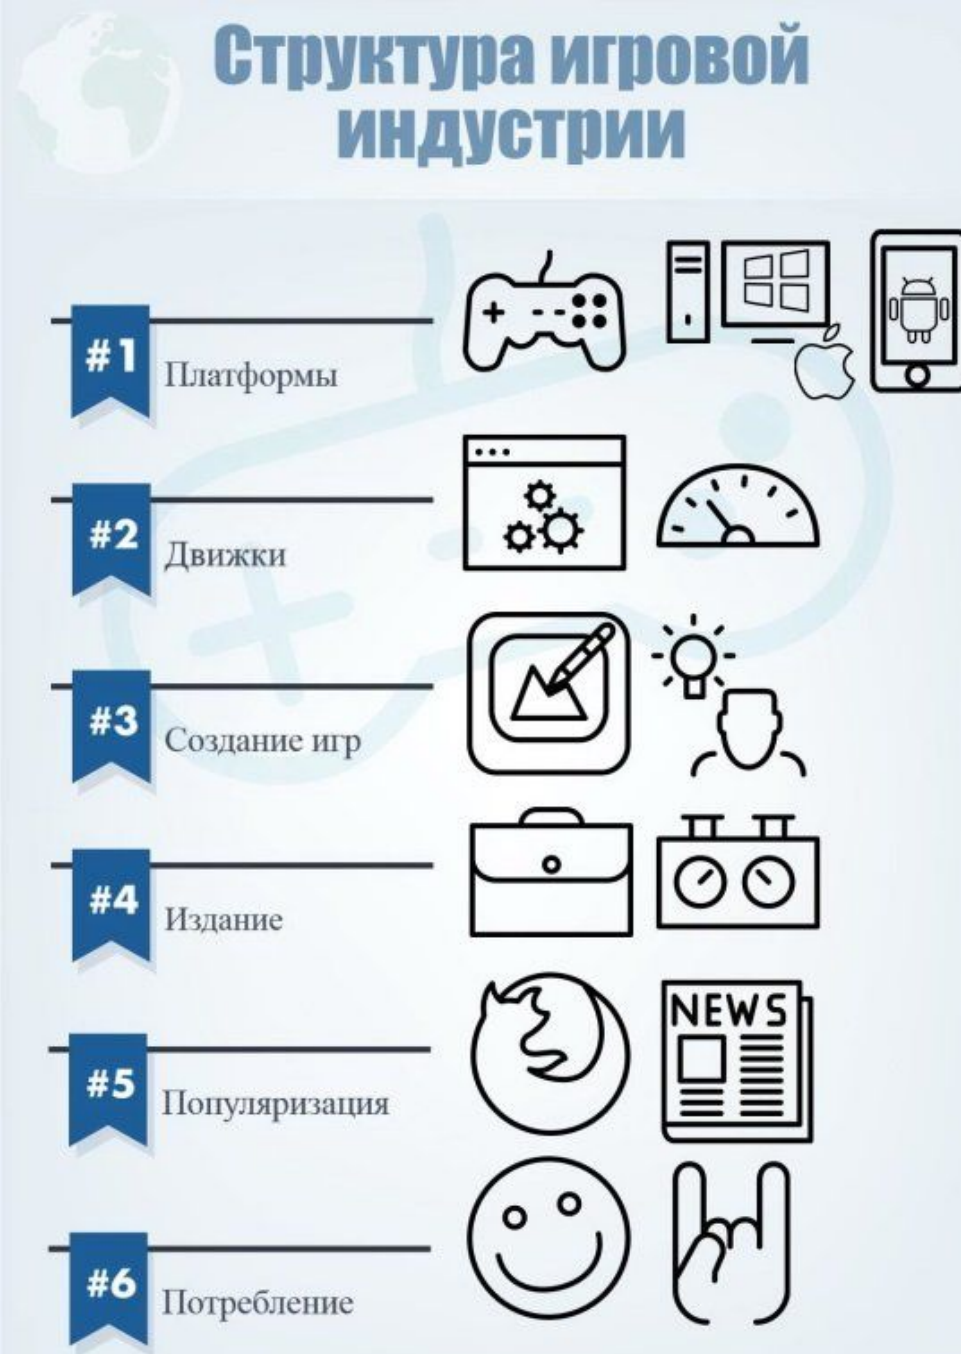 Структура игровой
индустрии
#1
Платформы
#2
Движки
#3
Создание игр
#4
Издание
#5
Популяризация
NEWS
#6
Потребление